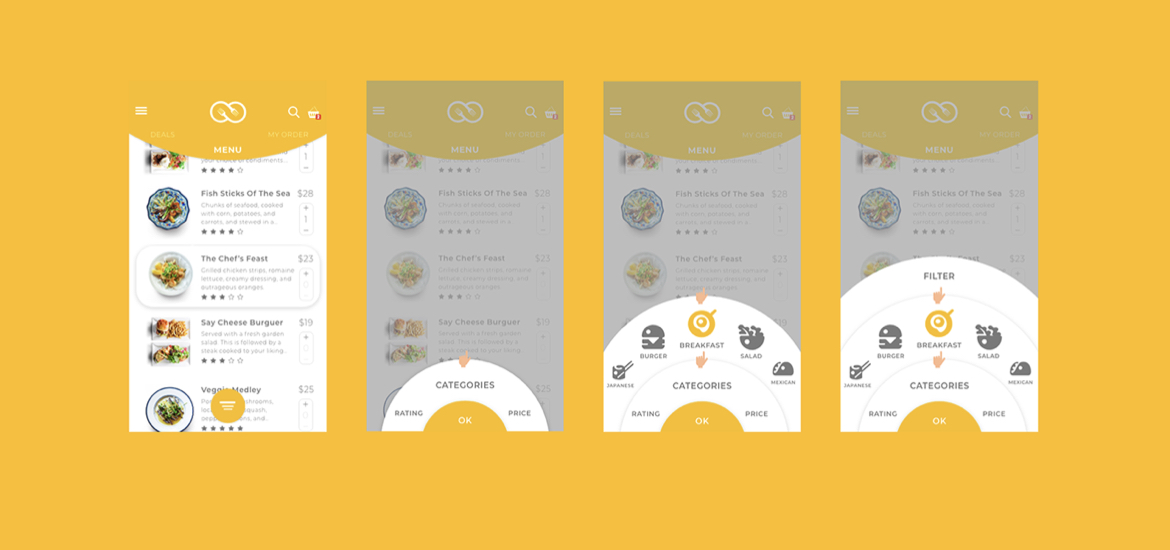 DEALS
MY ORDER
MENU
your choice of condiments...
1
Fish Sticks Of The Sea
$28
Chunks of seafood, cooked
with corn, potatoes, and
carrots, and stewed in a...
1
The Chef's Feast
$23
Grilled chicken strips, romaine
lettuce, creamy dressing, and
outrageous oranges.
0
Say Cheese Burguer
$19
Served with a fresh garden
salad. This is followed by a
steak cooked to your liking...
0
Veggie Medley
$25
DEALS
MY ORDER
MENU
Fish Sticks Of The Sea
$28
Chunks of seafood, cooked
with corn, potatoes, and
carrots, and stewed in a...
1
The Chef's Feast
$23
Grilled chicken strips, romaine
lettuce, creamy dressing, and
outrageous oranges.
Say Cheese Burguer
$19
Served with a fresh garden
salad. This is followed by a
steak cooked to your liking...
$25
CATEGORIES
RATING
PRICE
OK
DEALS
MY ORDER
MENU
Fish Sticks Of The Sea
$28
Chunks of seafood, cooked
with corn, potatoes, and
carrots, and stewed in a...
1
The Chef's Feast
$23
Grilled chicken strips, romaine
lettuce, creamy dressing, and
BURGER
BREAKFAST
SALAD
JAPANESE
MEXICAN
CATEGORIES
RATING
PRICE
OK
DEALS
MY ORDER
MENU
Fish Sticks Of The Sea
$28
Chunks of seafood, cooked
with corn, potatoes, and
carrots, and stewed in a...
1
$23
FILTER
BURGER
BREAKFAST
SALAD
JAPANESE
MEXICAN
CATEGORIES
RATING
PRICE
OK